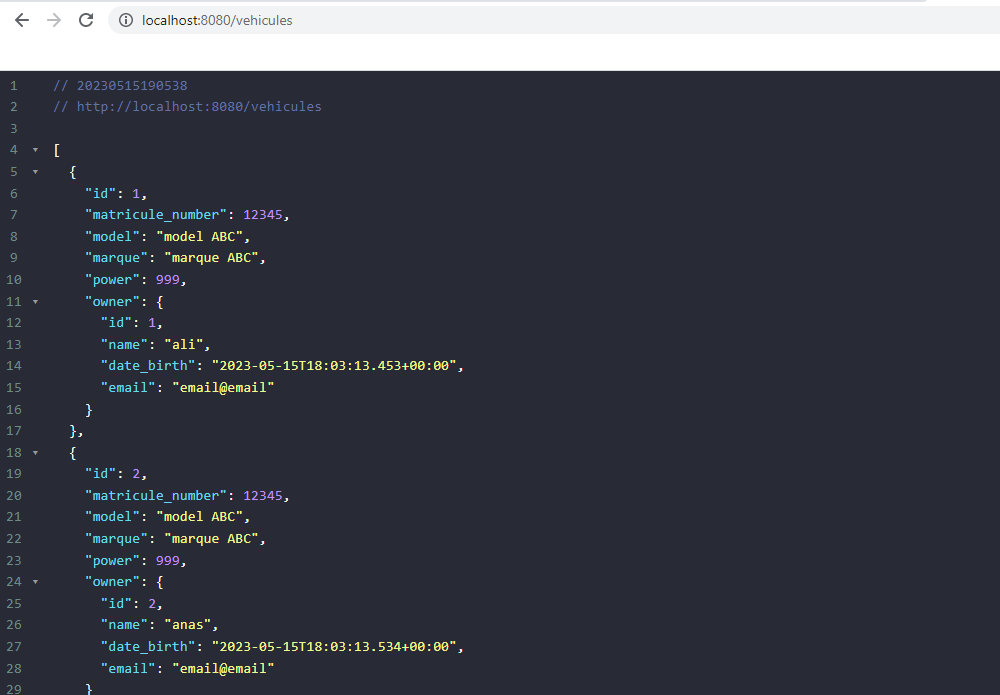 localhost:8080/vehicules
1 // 20230515190538
2 // http://localhost:8080/vehicules
3
4 [
5 {
6 "id": 1,
7 "matricule_number": 12345,
8 "model": "model ABC",
9 "marque": "marque ABC",
10 "power": 999,
11 "owner": {
12 "id": 1,
13 "name": "ali",
14 "date_birth": "2023-05-15T18:03:13.453+00:00",
15 "email": "email@email"
16 }
17 },
18 {
19 "id": 2,
20 "matricule_number": 12345,
21 "model": "model ABC",
22 "marque": "marque ABC",
23 "power": 999,
24 "owner": {
25 "id": 2,
26 "name": "anas",
27 "date_birth": "2023-05-15T18:03:13.534+00:00",
28 "email": "email@email"
29 }